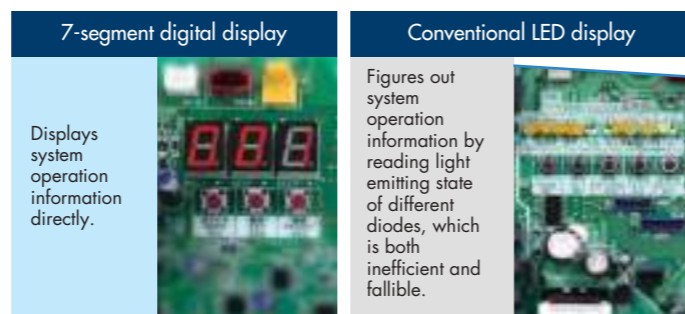 7-segment digital display
Displays
system
operation
information
directly.
Conventional LED display
Figures out
system
operation
information by
reading light
emitting state
of different
diodes, which
is both
inefficient and
fallible.